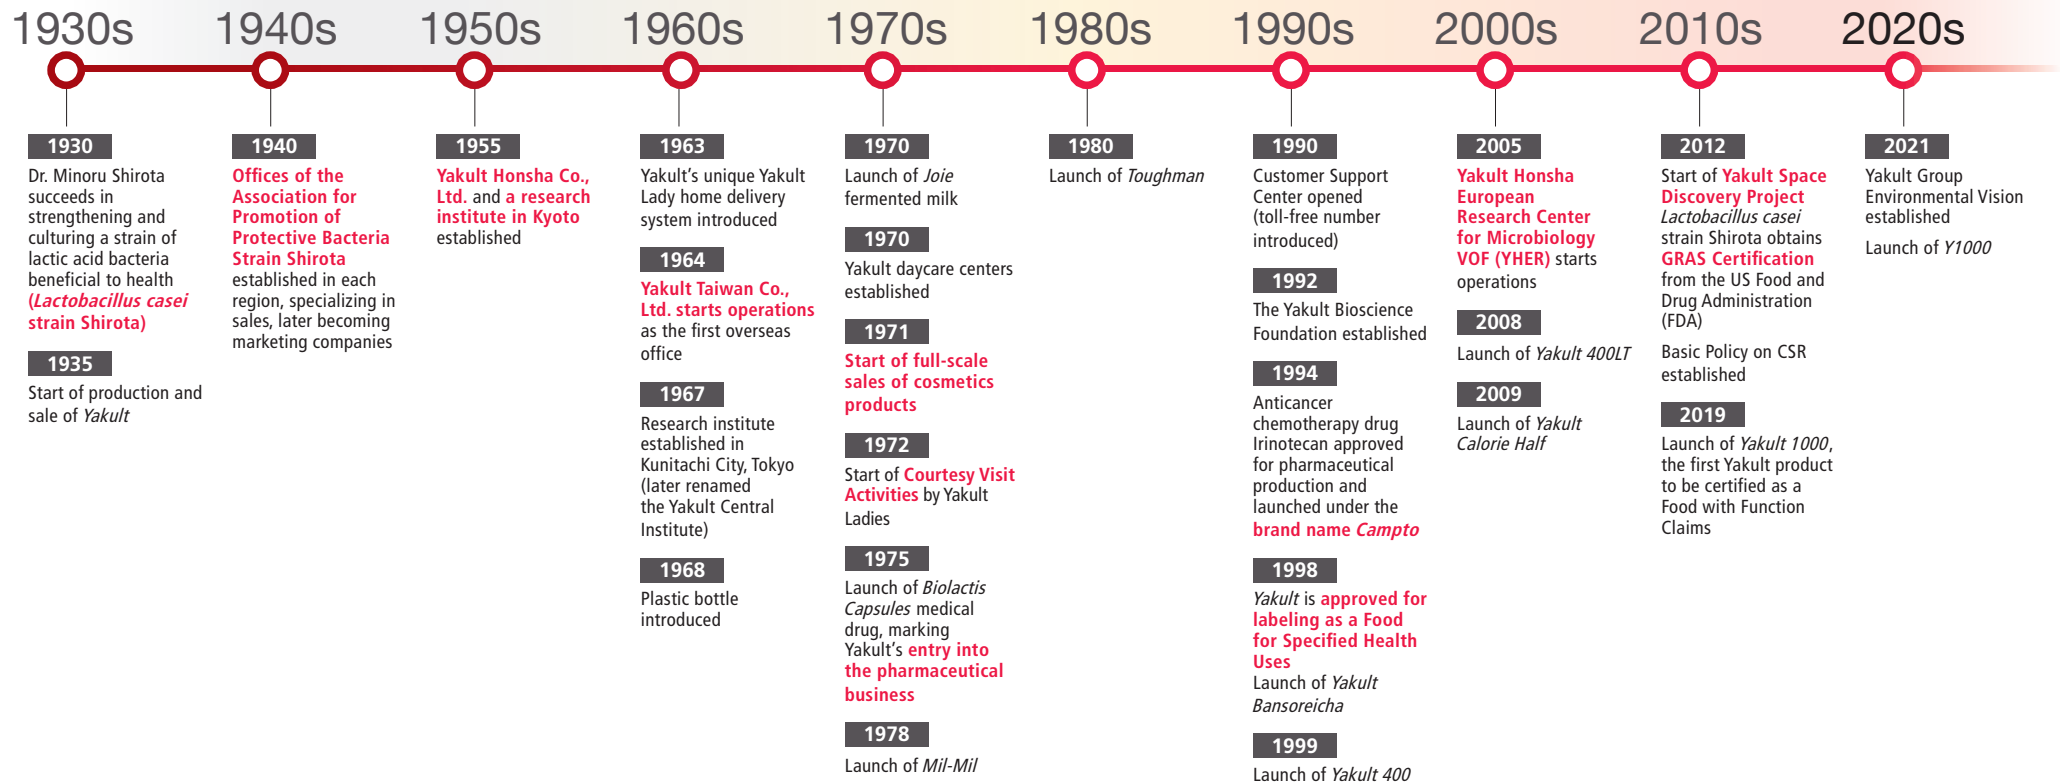 1930s
1940s
1950s
1960s
1970s
1980s
1990s
2000s
2010s
2020s
1930
Dr. Minoru Shirota
succeeds in
strengthening and
culturing a strain of
lactic acid bacteria
beneficial to health
(Lactobacillus casei
strain Shirota)
1935
Start of production and
sale of Yakult
1940
Offices of the
Association for
Promotion of
Protective Bacteria
Strain Shirota
established in each
region, specializing in
sales, later becoming
marketing companies
1955
Yakult Honsha Co.,
Ltd. and a research
institute in Kyoto
established
1963
Yakult's unique Yakult
Lady home delivery
system introduced
1964
Yakult Taiwan Co.,
Ltd. starts operations
as the first overseas
office
1967
Research institute
established in
Kunitachi City, Tokyo
(later renamed
the Yakult Central
Institute)
1968
Plastic bottle
introduced
1970
Launch of Joie
fermented milk
1970
Yakult daycare centers
established
1971
Start of full-scale
sales of cosmetics
products
1972
Start of Courtesy Visit
Activities by Yakult
Ladies
1975
Launch of Biolactis
Capsules medical
drug, marking
Yakult's entry into
the pharmaceutical
business
1978
Launch of Mil-Mil
1980
Launch of Toughman
1990
Customer Support
Center opened
(toll-free number
introduced)
1992
The Yakult Bioscience
Foundation established
1994
Anticancer
chemotherapy drug
Irinotecan approved
for pharmaceutical
production and
launched under the
brand name Campto
1998
Yakult is approved for
labeling as a Food
for Specified Health
Uses
Launch of Yakult
Bansoreicha
1999
Launch of Yakult 400
2005
Yakult Honsha
European
Research Center
for Microbiology
VOF (YHER) starts
operations
2008
Launch of Yakult 400LT
2009
Launch of Yakult
Calorie Half
2012
Start of Yakult Space
Discovery Project
Lactobacillus casei
strain Shirota obtains
GRAS Certification
from the US Food and
Drug Administration
(FDA)
Basic Policy on CSR
established
2019
Launch of Yakult 1000,
the first Yakult product
to be certified as a
Food with Function
Claims
2021
Yakult Group
Environmental Vision
established
Launch of Y1000